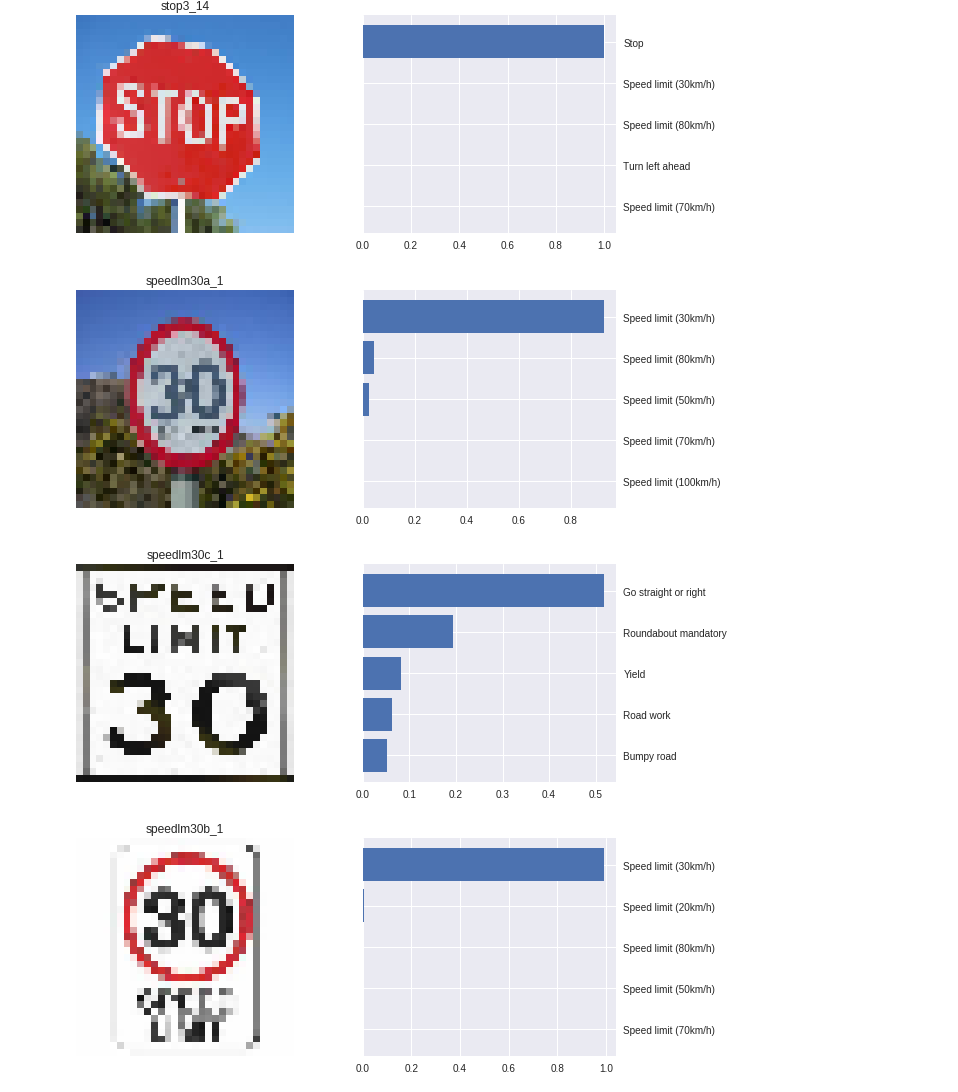 stop3_14
STOP
Stop
Speed limit (30km/h)
Speed limit (80km/h)
Turn left ahead
Speed limit (70km/h)
0.0 0.2 0.4 0.6 0.8 1.0
speedlm30a_1
30
Speed limit (30km/h)
Speed limit (80km/h)
Speed limit (50km/h)
Speed limit (70km/h)
Speed limit (100km/h)
0.0 0.2 0.4 0.6 0.8
speedlm30c_1
SPEED
LIMIT
30
Go straight or right
Roundabout mandatory
Yield
Road work
Bumpy road
0.0 0.1 0.2 0.3 0.4 0.5
speedlm30b_1
30
Speed limit (30km/h)
Speed limit (20km/h)
Speed limit (80km/h)
Speed limit (50km/h)
Speed limit (70km/h)
0.0 0.2 0.4 0.6 0.8 1.0